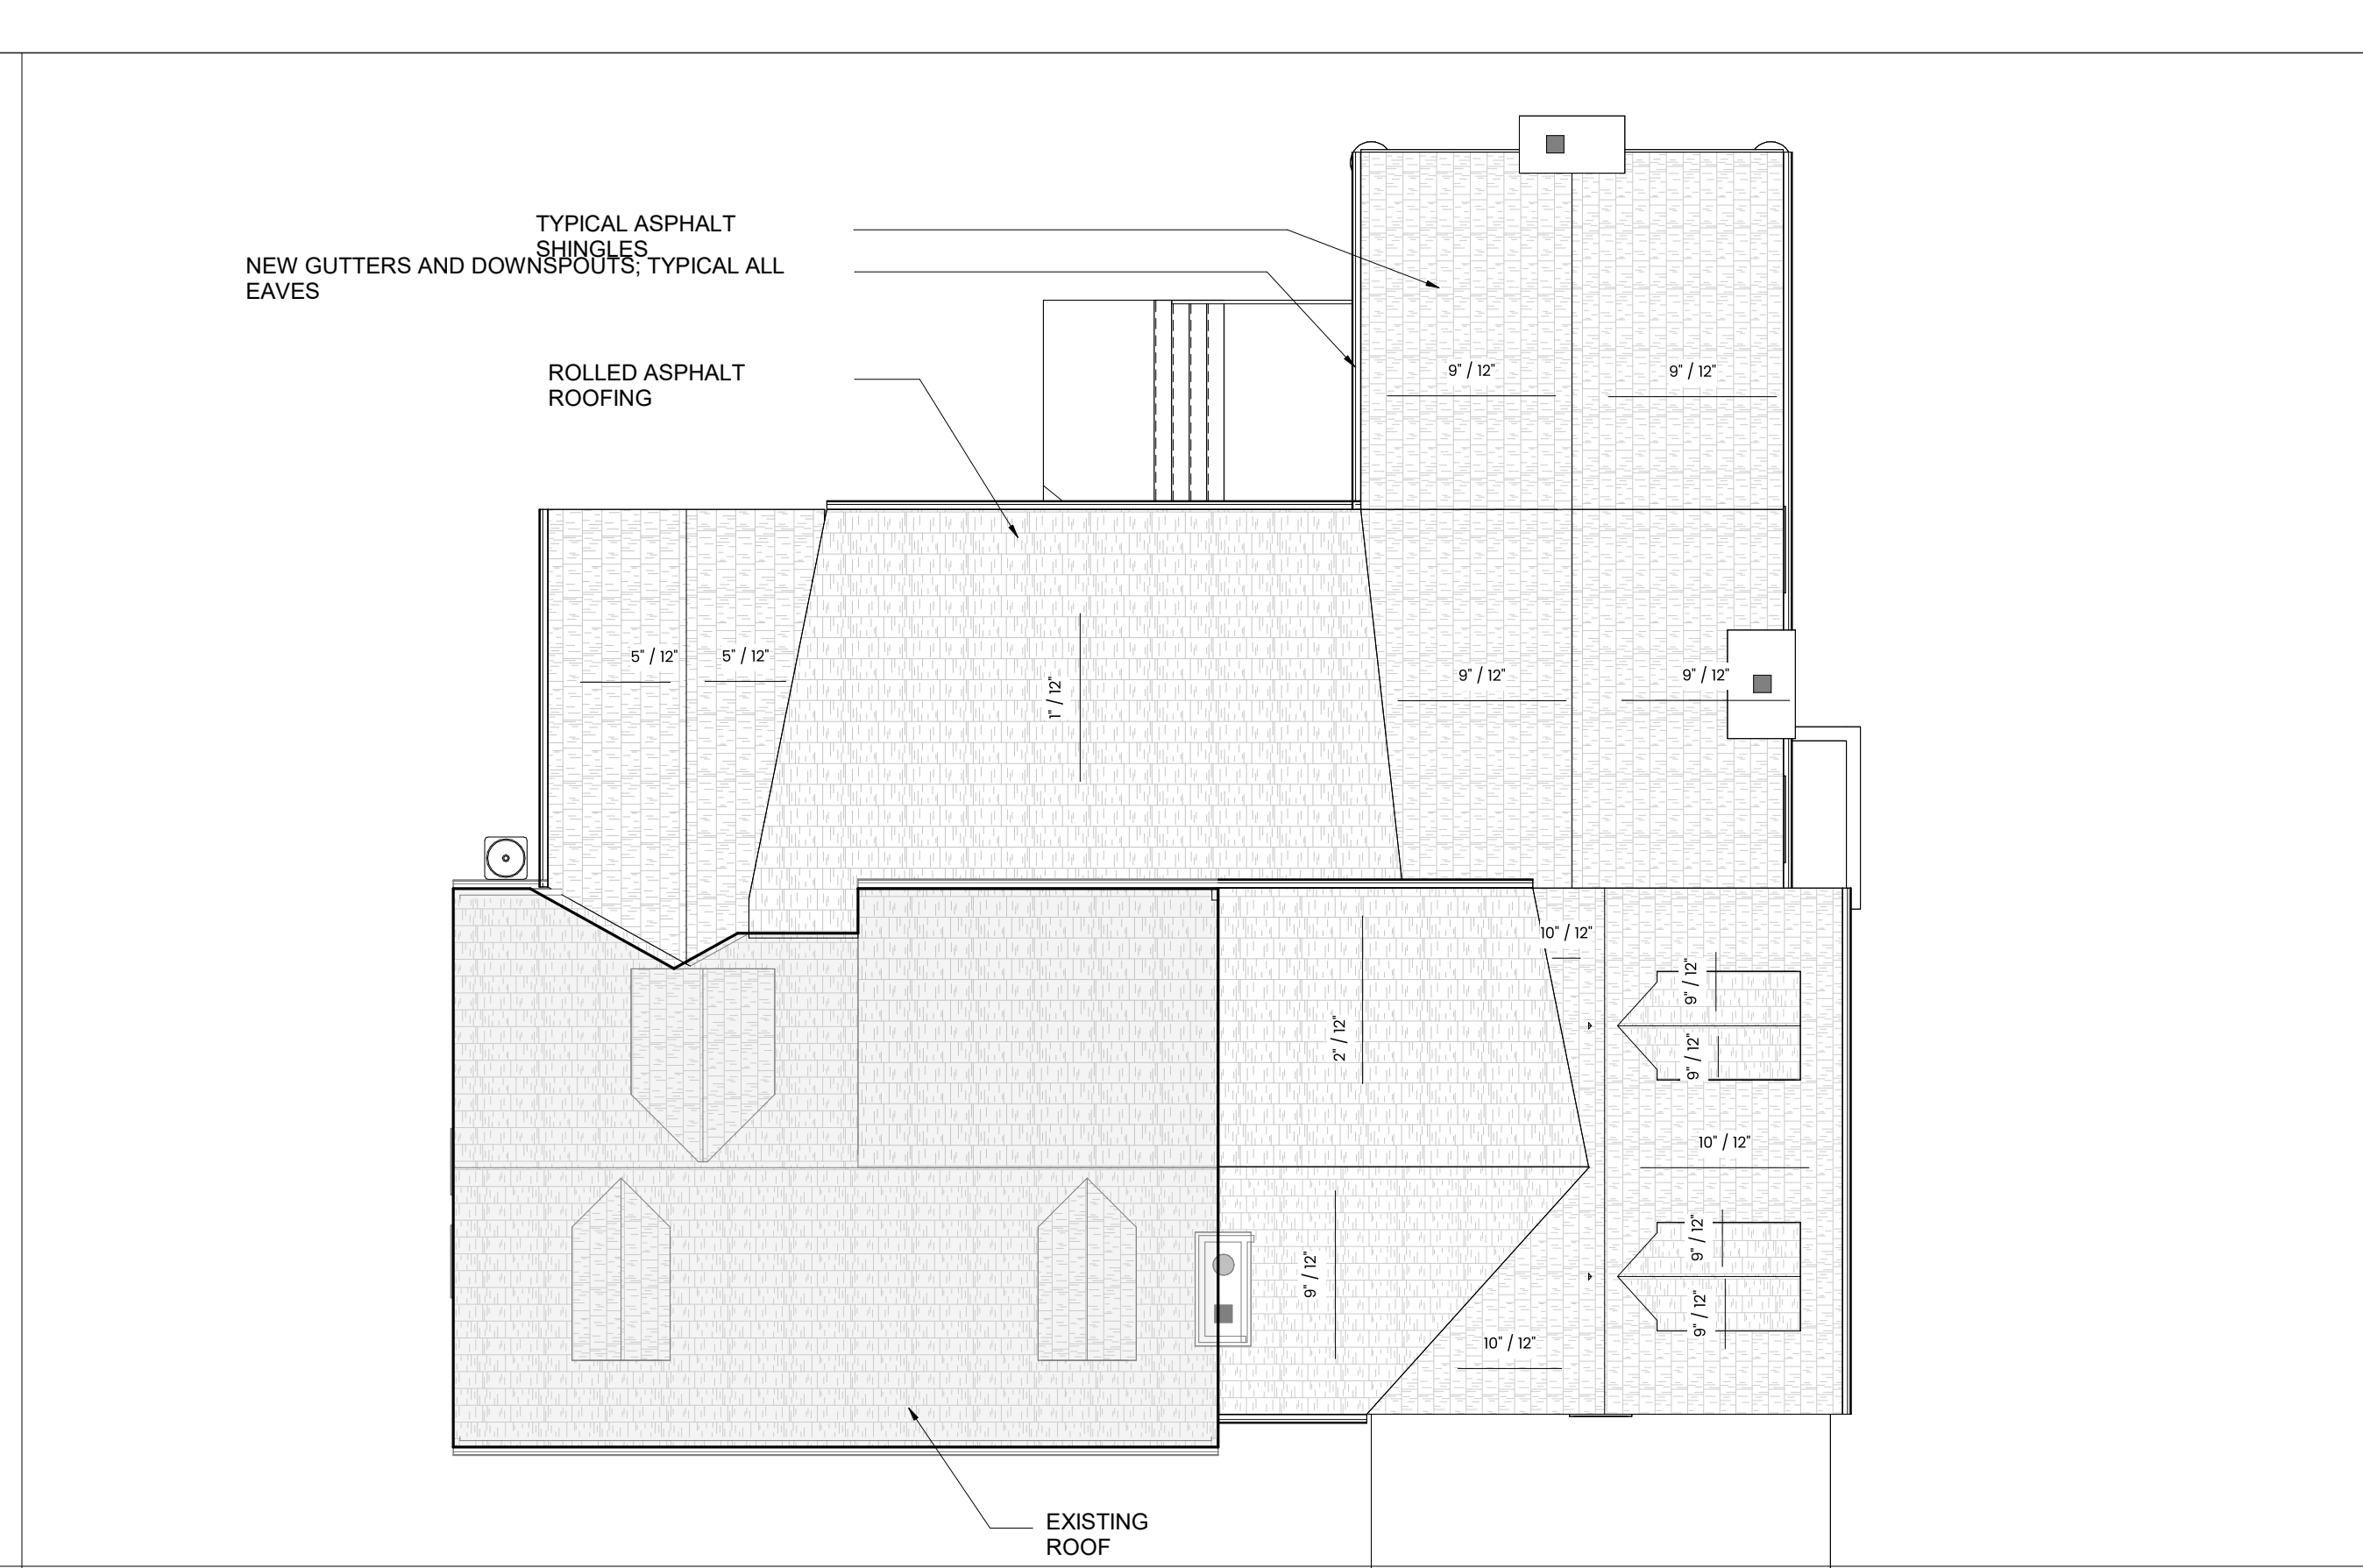 TYPICAL ASPHALT
SHINGLES
NEW GUTTERS AND DOWNSPOUTS; TYPICAL ALL
EAVES
ROLLED ASPHALT
ROOFING
9" / 12"
9" / 12"
5" / 12"
5" / 12"
1" / 12"
9" / 12"
9" / 12"
10" / 12"
9" / 12"
2" / 12"
9" / 12"
10" / 12"
9" / 12"
9" / 12"
9" / 12"
10" / 12"
EXISTING
ROOF